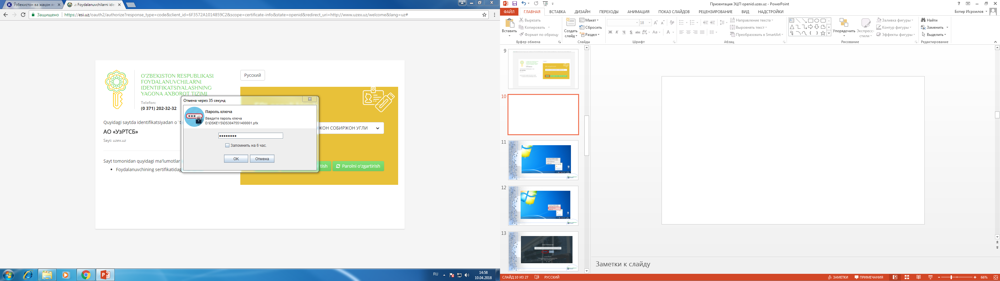 Ўзбекистон ва жаҳон ян
.:: Foydalanuvchilarni iden
Защищено
https://esi.uz/oauth2/authorize?response_type=code&client_id=6F3572A1014859C2&scope=certificate-info&state=openid&redirect_uri=http://www.uzex.uz/welcome&lang=uz#
O'ZBEKISTON RESPUBLIKASI
FOYDALANUVCHILARNI
IDENTIFIKATSIYALASHNING
YAGONA AXBOROT TIZIMI
Telefon:
(0 371) 202-32-32
Русский
Quyidagi saytda identifikatsiyadan o`t
АО «УзРТСБ»
Sayt: uzex.uz
Sayt tomonidan quyidagi ma'lumotlar
Foydalanuvchining sertifikatidag
Отмена через 35 секунд
Пароль ключа
Введите пароль ключа
D:\DSKEYS\DS3047551400001.pfx
Запомнить на 6 час.
OK
Отмена
ЖОН СОБИРЖОН УГЛИ
tish
Parolni o'zgartirish
RU
14:58
10.04.2018
Призентация ЭЦП openid.uzex.uz - PowerPoint
ФАЙЛ
ГЛАВНАЯ
ВСТАВКА
ДИЗАЙН
ПЕРЕХОДЫ
АНИМАЦИЯ
ПОКАЗ СЛАЙДОВ
РЕЦЕНЗИРОВАНИЕ
ВИД
НАДСТРОЙКИ
Ботир Исроилов
Вставить
Вырезать
Копировать
Формат по образцу
Буфер обмена
Создать
слайд
Макет
Сбросить
Раздел
Слайды
18
Ж К Ч S abc AV Aa A
Шрифт
Направление текста
Выровнять текст
Преобразовать в SmartArt
Абзац
Упорядочить
Экспресс-
стили
Заливка фигуры
Контур фигуры
Эффекты фигуры
Рисование
Найти
Заменить
Выделить
Редактирование
9
10
11
12
13
Заметки к слайду
СЛАЙД 10 ИЗ 27
РУССКИЙ
ЗАМЕТКИ
ПРИМЕЧАНИЯ
66%